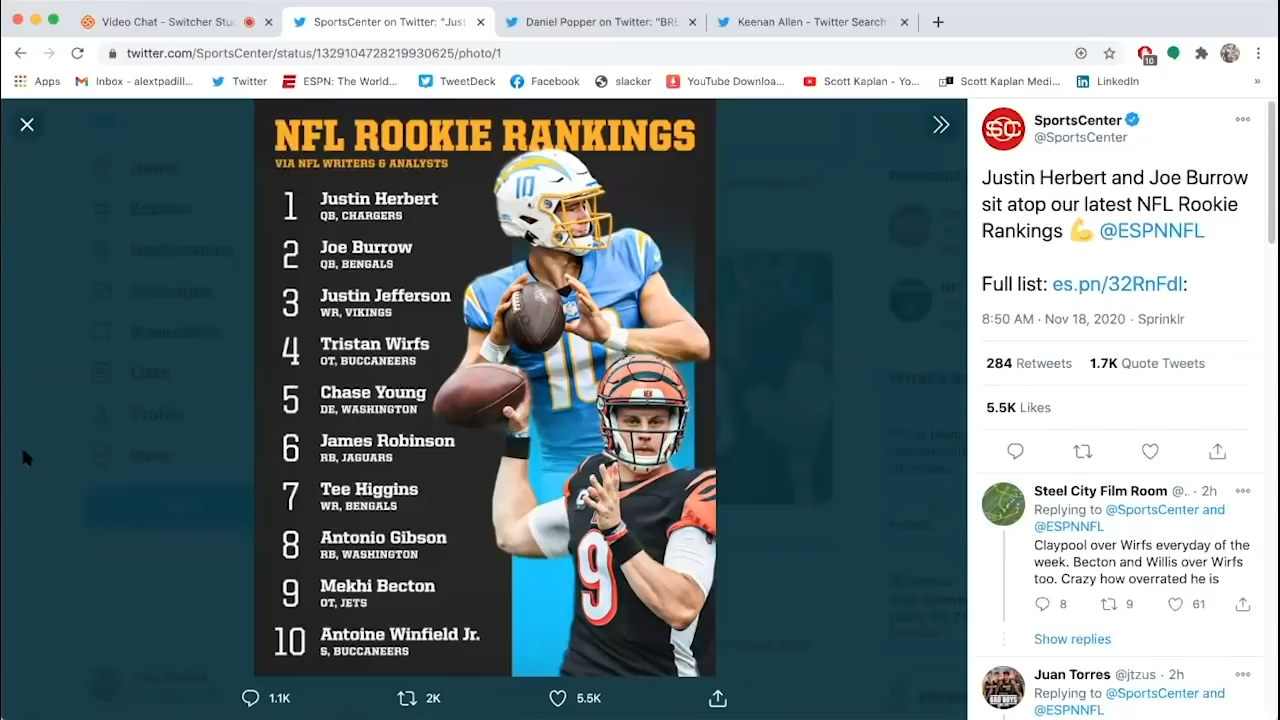 Video Chat - Switcher Stu
SportsCenter on Twitter: "Just
Daniel Popper on Twitter: "BRE
Keenan Allen - Twitter Search
twitter.com/SportsCenter/status/1329104728219930625/photo/1
10
Apps
Inbox - alextpadill...
Twitter
ESPN: The World...
TweetDeck
Facebook
slacker
YouTube Downloa...
Scott Kaplan - Yo...
Scott Kaplan Medi...
LinkedIn
»
NFL ROOKIE RANKINGS
VIA NFL WRITERS & ANALYSTS
1 Justin Herbert
QB, CHARGERS
2 Joe Burrow
QB, BENGALS
3 Justin Jefferson
WR, VIKINGS
4 Tristan Wirfs
OT, BUCCANEERS
5 Chase Young
DE, WASHINGTON
6 James Robinson
RB, JAGUARS
7 Tee Higgins
WR, BENGALS
8 Antonio Gibson
RB, WASHINGTON
9 Mekhi Becton
OT, JETS
10 Antoine Winfield Jr.
S, BUCCANEERS
10
10
9
1.1K
2K
5.5K
SC
SportsCenter
@SportsCenter
Justin Herbert and Joe Burrow
sit atop our latest NFL Rookie
Rankings 💪 @ESPNNFL
Full list: es.pn/32RnFdI:
8:50 AM · Nov 18, 2020 · Sprinklr
284 Retweets 1.7K Quote Tweets
5.5K Likes
Steel City Film Room @.. · 2h
Replying to @SportsCenter and
@ESPNNFL
Claypool over Wirfs everyday of the
week. Becton and Willis over Wirfs
too. Crazy how overrated he is
8 9 61
Show replies
Juan Torres @jtzus · 2h
Replying to @SportsCenter and
@ESPNNFL